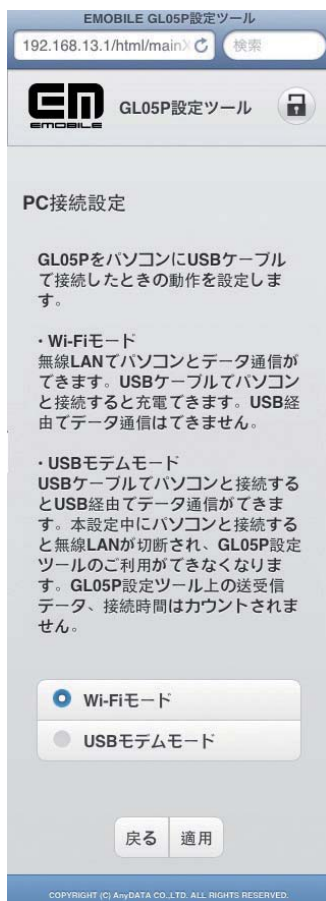 EMOBILE GL05P設定ツール
192.168.13.1/html/main
検索
EM
EMOBILE
GL05P設定ツール
PC接続設定
GL05PをパソコンにUSBケーブル
で接続したときの動作を設定しま
す。
・Wi-Fiモード
無線LANでパソコンとデータ通信が
できます。USBケーブルでパソコン
と接続すると充電できます。USB経
由でデータ通信はできません。
・USBモデムモード
USBケーブルでパソコンと接続する
とUSB経由でデータ通信ができま
す。本設定中にパソコンと接続する
と無線LANが切断され、GL05P設定
ツールのご利用ができなくなりま
す。GL05P設定ツール上の送受信
データ、接続時間はカウントされま
せん。
Wi-Fiモード
USBモデムモード
戻る 適用
COPYRIGHT (C) AnyDATA CO.,LTD. ALL RIGHTS RESERVED.